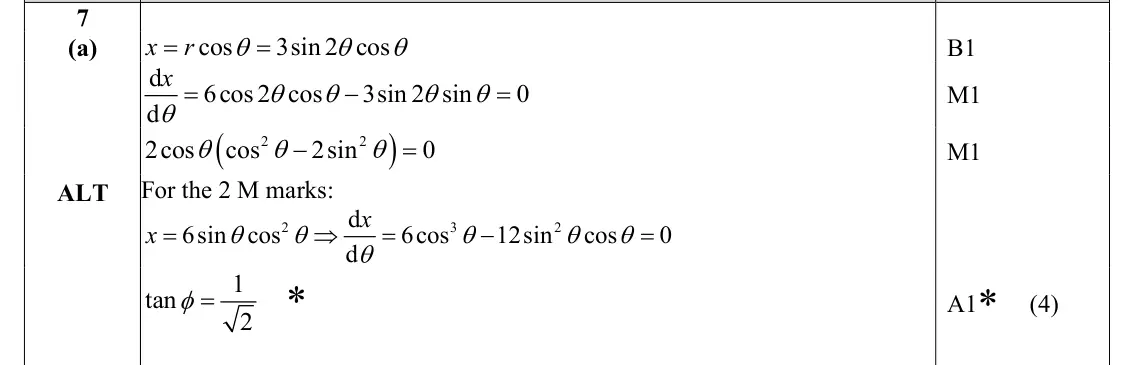 7
(a) x = r cos θ = 3 sin 2θ cos θ B1
dx/dθ = 6 cos 2θ cos θ − 3 sin 2θ sin θ = 0 M1
2 cos θ (cos² θ − 2 sin² θ) = 0 M1
ALT For the 2 M marks:
x = 6 sin θ cos² θ ⇒ dx/dθ = 6 cos³ θ − 12 sin² θ cos θ = 0
tan ϕ = 1/√2 * A1* (4)